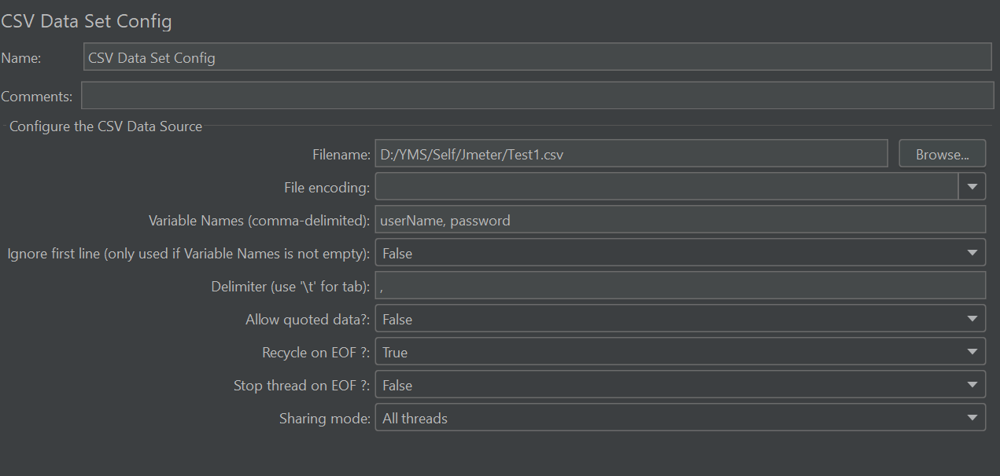 CSV Data Set Config
Name: CSV Data Set Config
Comments:
Configure the CSV Data Source
Filename: D:/YMS/Self/Jmeter/Test1.csv Browse...
File encoding:
Variable Names (comma-delimited): userName, password
Ignore first line (only used if Variable Names is not empty): False
Delimiter (use '\t' for tab): ,
Allow quoted data?: False
Recycle on EOF ?: True
Stop thread on EOF ?: False
Sharing mode: All threads